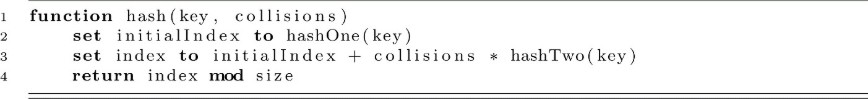 1 function hash(key, collisions)
2 set initialIndex to hashOne(key)
3 set index to initialIndex + collisions * hashTwo(key)
4 return index mod size